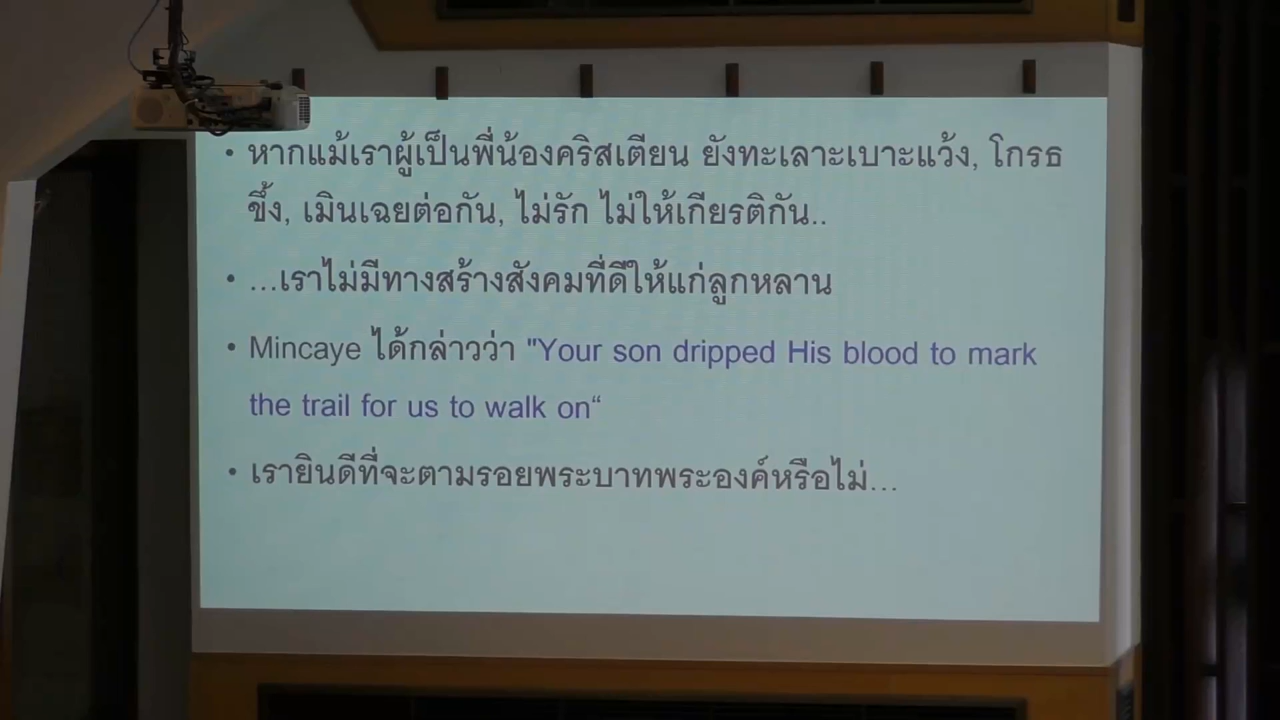 • หากแม้เราผู้เป็นพี่น้องคริสเตียน ยังทะเลาะเบาะแว้ง, โกรธ
ขึ้ง, เมินเฉยต่อกัน, ไม่รัก ไม่ให้เกียรติกัน..
• ...เราไม่มีทางสร้างสังคมที่ดีให้แก่ลูกหลาน
• Mincaye ได้กล่าวว่า "Your son dripped His blood to mark
the trail for us to walk on“
• เรายินดีที่จะตามรอยพระบาทพระองค์หรือไม่...